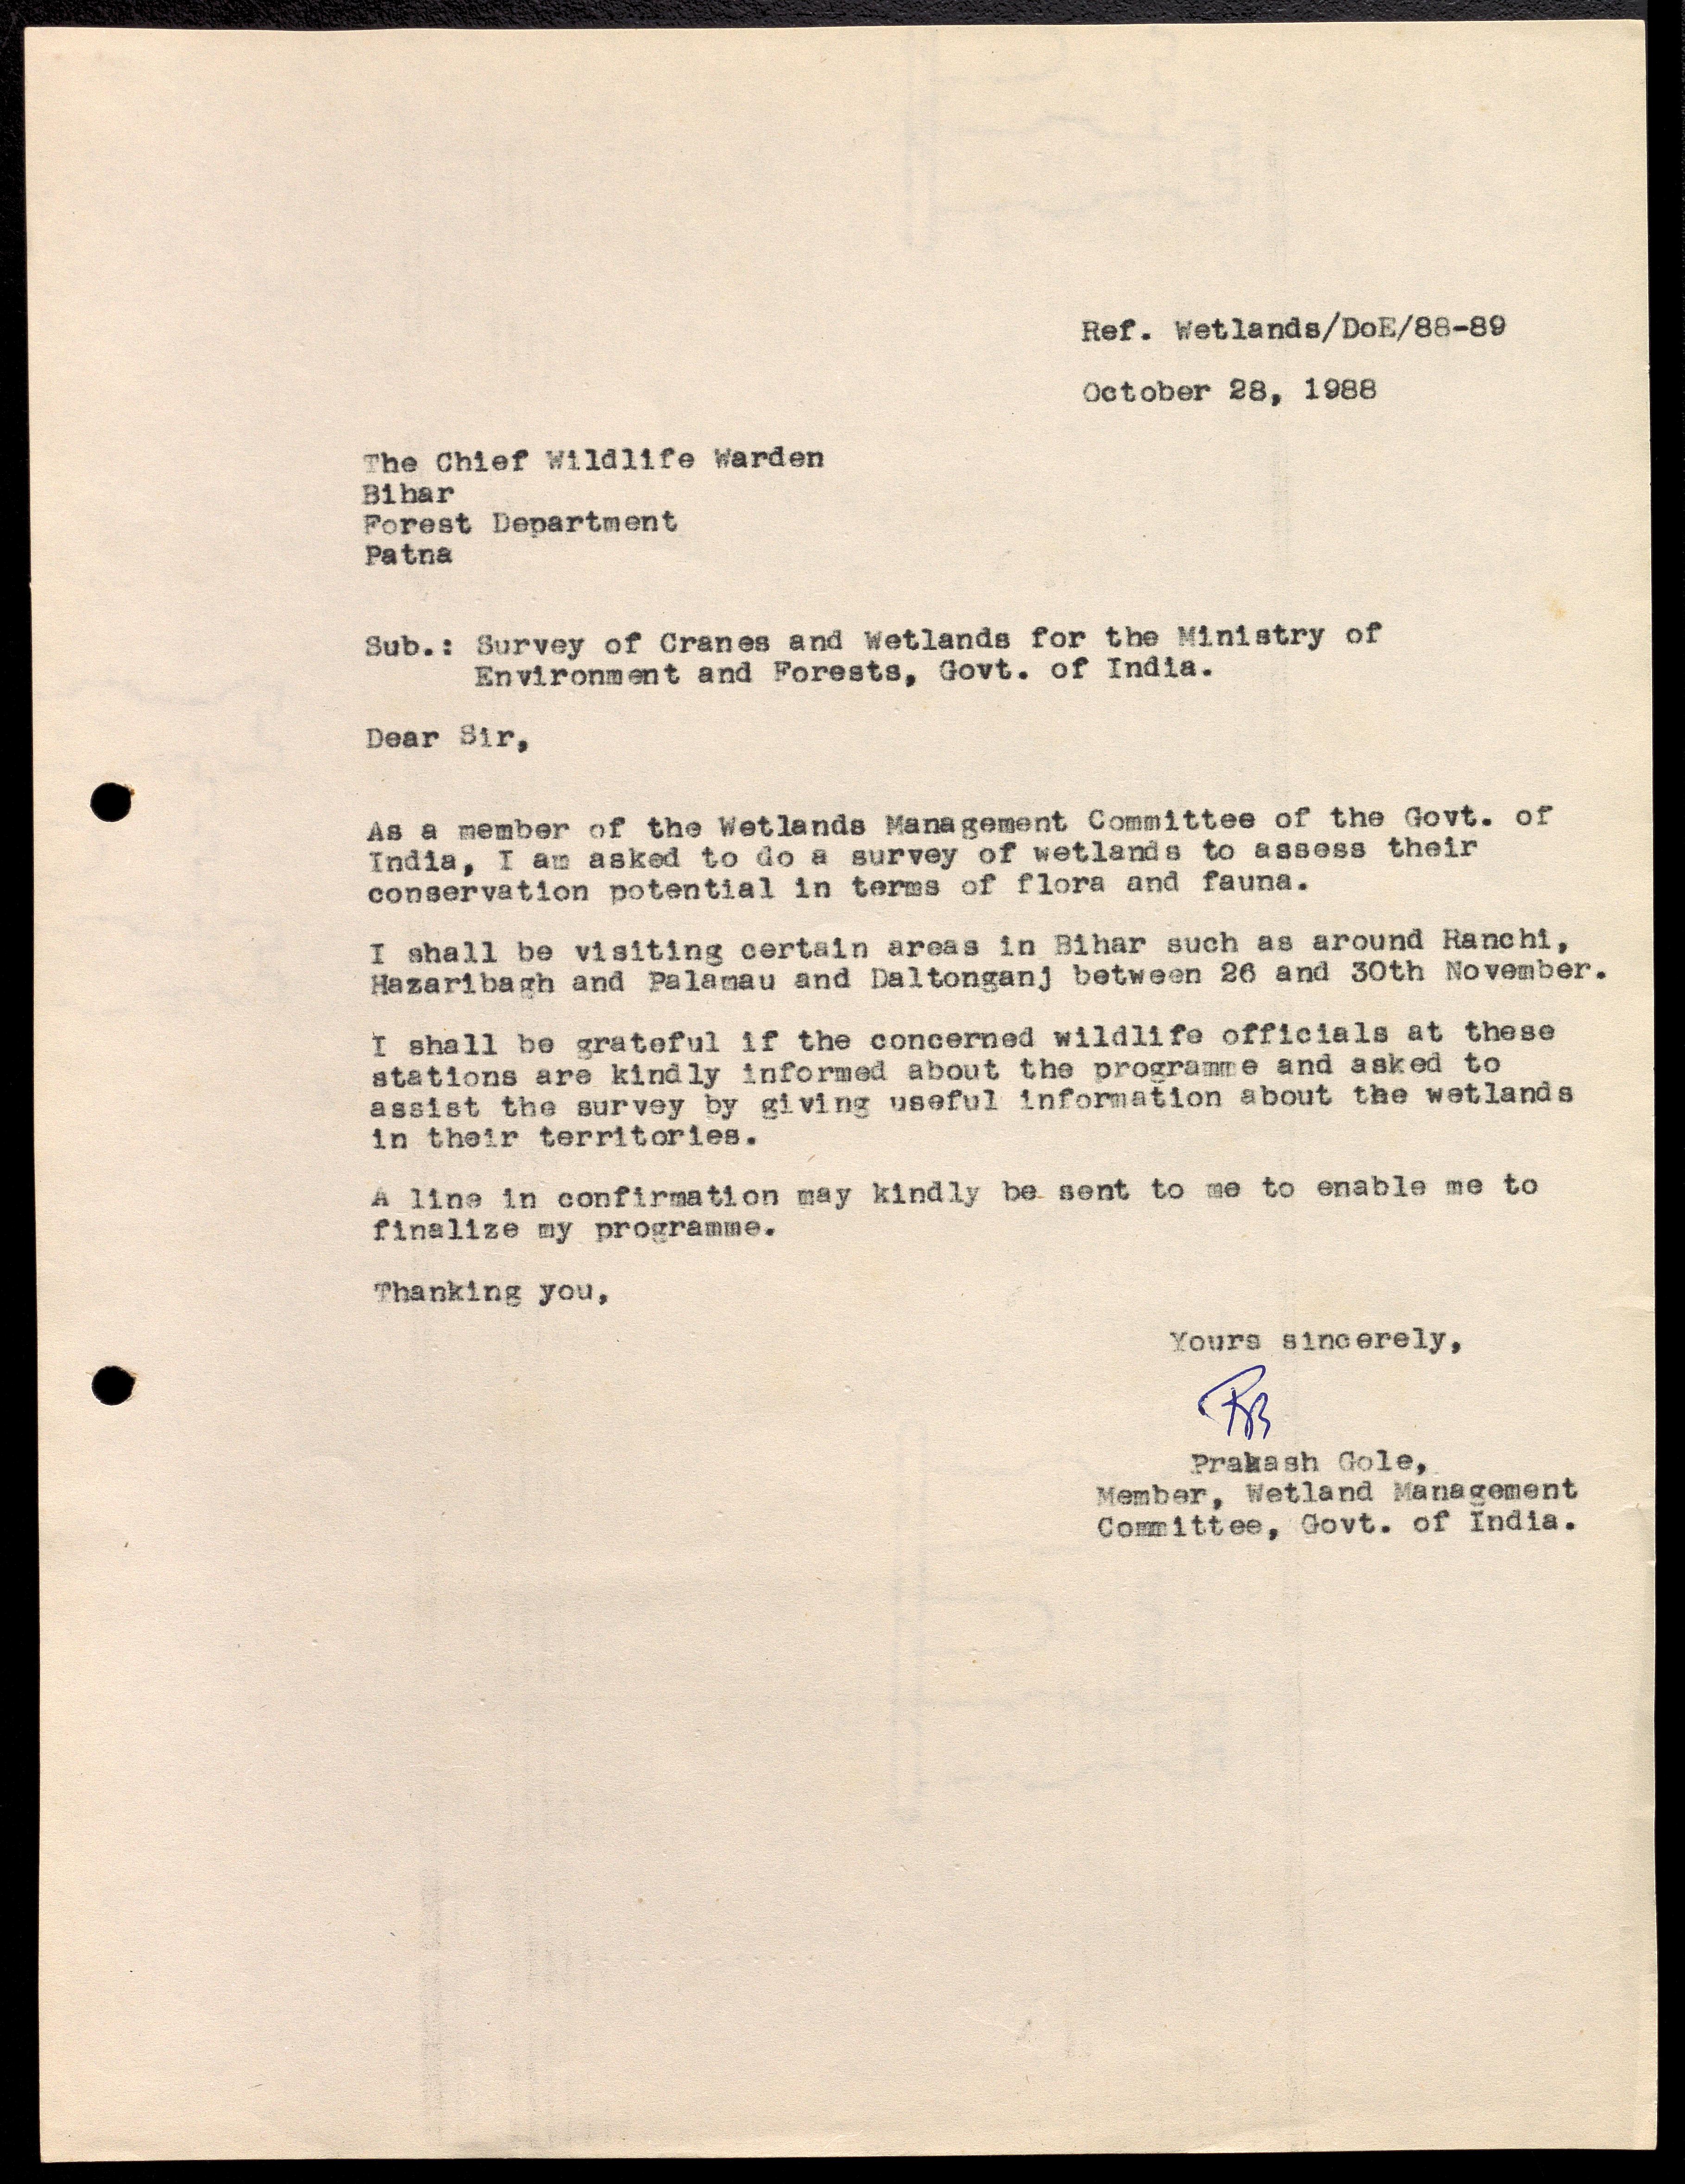 Ref. Wetlands/DoE/88-89
October 28, 1988
The Chief Wildlife Warden
Bihar
Forest Department
Patna
Sub.: Survey of Cranes and Wetlands for the Ministry of
Environment and Forests, Govt. of India.
Dear Sir,
As a member of the Wetlands Management Committee of the Govt. of
India, I am asked to do a survey of wetlands to assess their
conservation potential in terms of flora and fauna.
I shall be visiting certain areas in Bihar such as around Ranchi,
Hazaribagh and Palamau and Daltonganj between 26 and 30th November.
I shall be grateful if the concerned wildlife officials at these
stations are kindly informed about the programme and asked to
assist the survey by giving useful information about the wetlands
in their territories.
A line in confirmation may kindly be sent to me to enable me to
finalize my programme.
Thanking you,
Yours sincerely,
Prakash Gole,
Member, Wetland Management
Committee, Govt. of India.